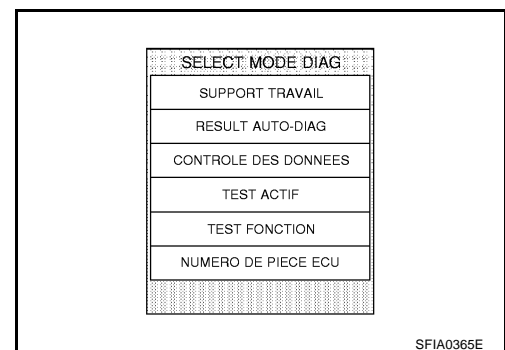 SELECT MODE DIAG
SUPPORT TRAVAIL
RESULT AUTO-DIAG
CONTROLE DES DONNEES
TEST ACTIF
TEST FONCTION
NUMERO DE PIECE ECU
SFIA0365E